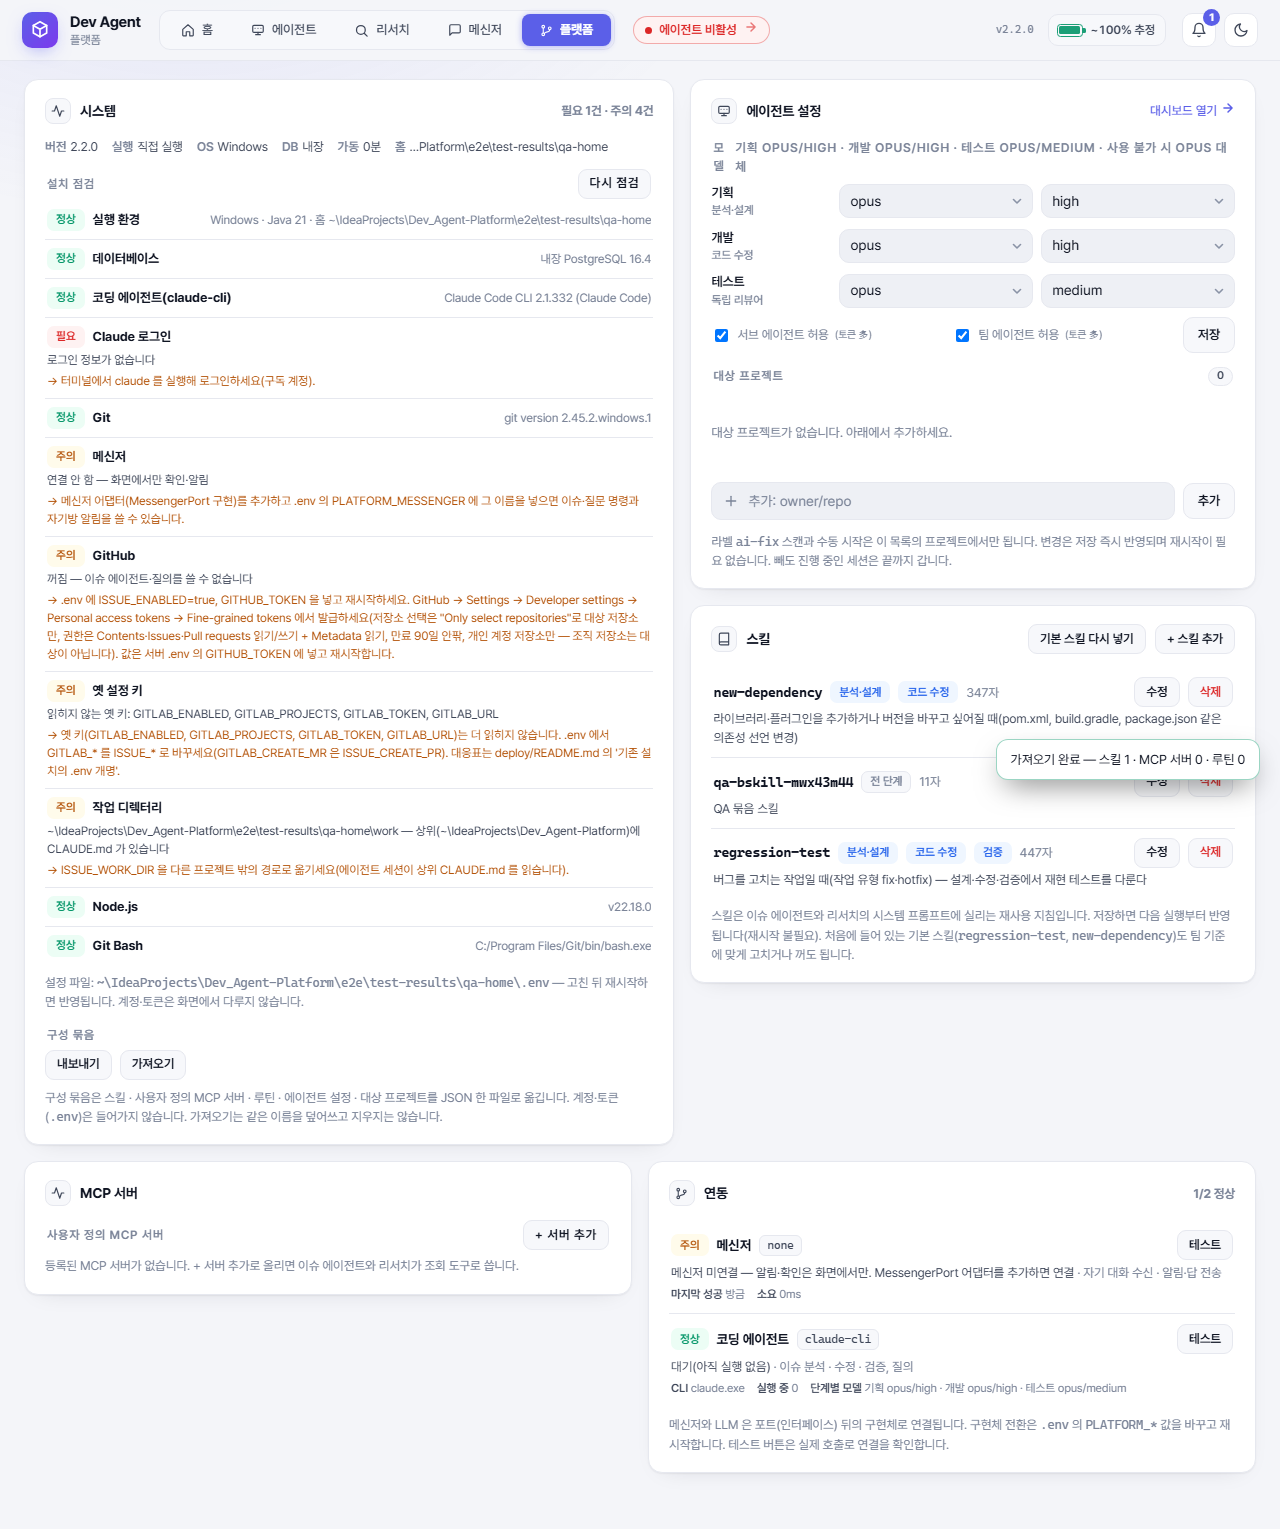 Dev Agent
플랫폼
홈
에이전트
리서치
메신저
플랫폼
에이전트 비활성 →
v2.2.0
~100% 추정
1
시스템
필요 1건 · 주의 4건
버전 2.2.0 실행 직접 실행 OS Windows DB 내장 가동 0분 홈 ...Platform\e2e\test-results\qa-home
설치 점검
다시 점검
정상 실행 환경 Windows · Java 21 · 홈 ~\IdeaProjects\Dev_Agent-Platform\e2e\test-results\qa-home
정상 데이터베이스 내장 PostgreSQL 16.4
정상 코딩 에이전트(claude-cli) Claude Code CLI 2.1.332 (Claude Code)
필요 Claude 로그인
로그인 정보가 없습니다
→ 터미널에서 claude 를 실행해 로그인하세요(구독 계정).
정상 Git git version 2.45.2.windows.1
주의 메신저
연결 안 함 — 화면에서만 확인·알림
→ 메신저 어댑터(MessengerPort 구현)를 추가하고 .env 의 PLATFORM_MESSENGER 에 그 이름을 넣으면 이슈·질문 명령과
자기방 알림을 쓸 수 있습니다.
주의 GitHub
꺼짐 — 이슈 에이전트·질의를 쓸 수 없습니다
→ .env 에 ISSUE_ENABLED=true, GITHUB_TOKEN 을 넣고 재시작하세요. GitHub → Settings → Developer settings →
Personal access tokens → Fine-grained tokens 에서 발급하세요(저장소 선택은 "Only select repositories"로 대상 저장소
만, 권한은 Contents·Issues·Pull requests 읽기/쓰기 + Metadata 읽기, 만료 90일 안팎, 개인 계정 저장소만 — 조직 저장소는 대
상이 아닙니다). 값은 서버 .env 의 GITHUB_TOKEN 에 넣고 재시작합니다.
주의 옛 설정 키
읽히지 않는 옛 키: GITLAB_ENABLED, GITLAB_PROJECTS, GITLAB_TOKEN, GITLAB_URL
→ 옛 키(GITLAB_ENABLED, GITLAB_PROJECTS, GITLAB_TOKEN, GITLAB_URL)는 더 읽히지 않습니다. .env 에서
GITLAB_* 를 ISSUE_* 로 바꾸세요(GITLAB_CREATE_MR 은 ISSUE_CREATE_PR). 대응표는 deploy/README.md 의 '기존 설
치의 .env 개명'.
주의 작업 디렉터리
~\IdeaProjects\Dev_Agent-Platform\e2e\test-results\qa-home\work — 상위(~\IdeaProjects\Dev_Agent-Platform)에
CLAUDE.md 가 있습니다
→ ISSUE_WORK_DIR 을 다른 프로젝트 밖의 경로로 옮기세요(에이전트 세션이 상위 CLAUDE.md 를 읽습니다).
정상 Node.js v22.18.0
정상 Git Bash C:/Program Files/Git/bin/bash.exe
설정 파일: ~\IdeaProjects\Dev_Agent-Platform\e2e\test-results\qa-home\.env — 고친 뒤 재시작하
면 반영됩니다. 계정·토큰은 화면에서 다루지 않습니다.
구성 묶음
내보내기 가져오기
구성 묶음은 스킬 · 사용자 정의 MCP 서버 · 루틴 · 에이전트 설정 · 대상 프로젝트를 JSON 한 파일로 옮깁니다. 계정·토큰
(.env)은 들어가지 않습니다. 가져오기는 같은 이름을 덮어쓰고 지우지는 않습니다.
에이전트 설정
대시보드 열기 →
모델 기획 OPUS/HIGH · 개발 OPUS/HIGH · 테스트 OPUS/MEDIUM · 사용 불가 시 OPUS 대체
기획
분석·설계
opus high
개발
코드 수정
opus high
테스트
독립 리뷰어
opus medium
서브 에이전트 허용 (토큰 多)
팀 에이전트 허용 (토큰 多)
저장
대상 프로젝트 0
대상 프로젝트가 없습니다. 아래에서 추가하세요.
+ 추가: owner/repo
추가
라벨 ai-fix 스캔과 수동 시작은 이 목록의 프로젝트에서만 됩니다. 변경은 저장 즉시 반영되며 재시작이 필
요 없습니다. 빼도 진행 중인 세션은 끝까지 갑니다.
스킬
기본 스킬 다시 넣기 + 스킬 추가
new-dependency 분석·설계 코드 수정 347자 수정 삭제
라이브러리·플러그인을 추가하거나 버전을 바꾸고 싶어질 때(pom.xml, build.gradle, package.json 같은
의존성 선언 변경)
가져오기 완료 — 스킬 1 · MCP 서버 0 · 루틴 0
qa-bskill-mwx43m44 전 단계 11자 수정 삭제
QA 묶음 스킬
regression-test 분석·설계 코드 수정 검증 447자 수정 삭제
버그를 고치는 작업일 때(작업 유형 fix·hotfix) — 설계·수정·검증에서 재현 테스트를 다룬다
스킬은 이슈 에이전트와 리서치의 시스템 프롬프트에 실리는 재사용 지침입니다. 저장하면 다음 실행부터 반영
됩니다(재시작 불필요). 처음에 들어 있는 기본 스킬(regression-test, new-dependency)도 팀 기준
에 맞게 고치거나 꺼도 됩니다.
MCP 서버
사용자 정의 MCP 서버
+ 서버 추가
등록된 MCP 서버가 없습니다. + 서버 추가로 올리면 이슈 에이전트와 리서치가 조회 도구로 씁니다.
연동
1/2 정상
주의 메신저 none 테스트
메신저 미연결 — 알림·확인은 화면에서만. MessengerPort 어댑터를 추가하면 연결 · 자기 대화 수신 · 알림·답 전송
마지막 성공 방금 소요 0ms
정상 코딩 에이전트 claude-cli 테스트
대기(아직 실행 없음) · 이슈 분석 · 수정 · 검증, 질의
CLI claude.exe 실행 중 0 단계별 모델 기획 opus/high · 개발 opus/high · 테스트 opus/medium
메신저와 LLM 은 포트(인터페이스) 뒤의 구현체로 연결됩니다. 구현체 전환은 .env 의 PLATFORM_* 값을 바꾸고 재
시작합니다. 테스트 버튼은 실제 호출로 연결을 확인합니다.